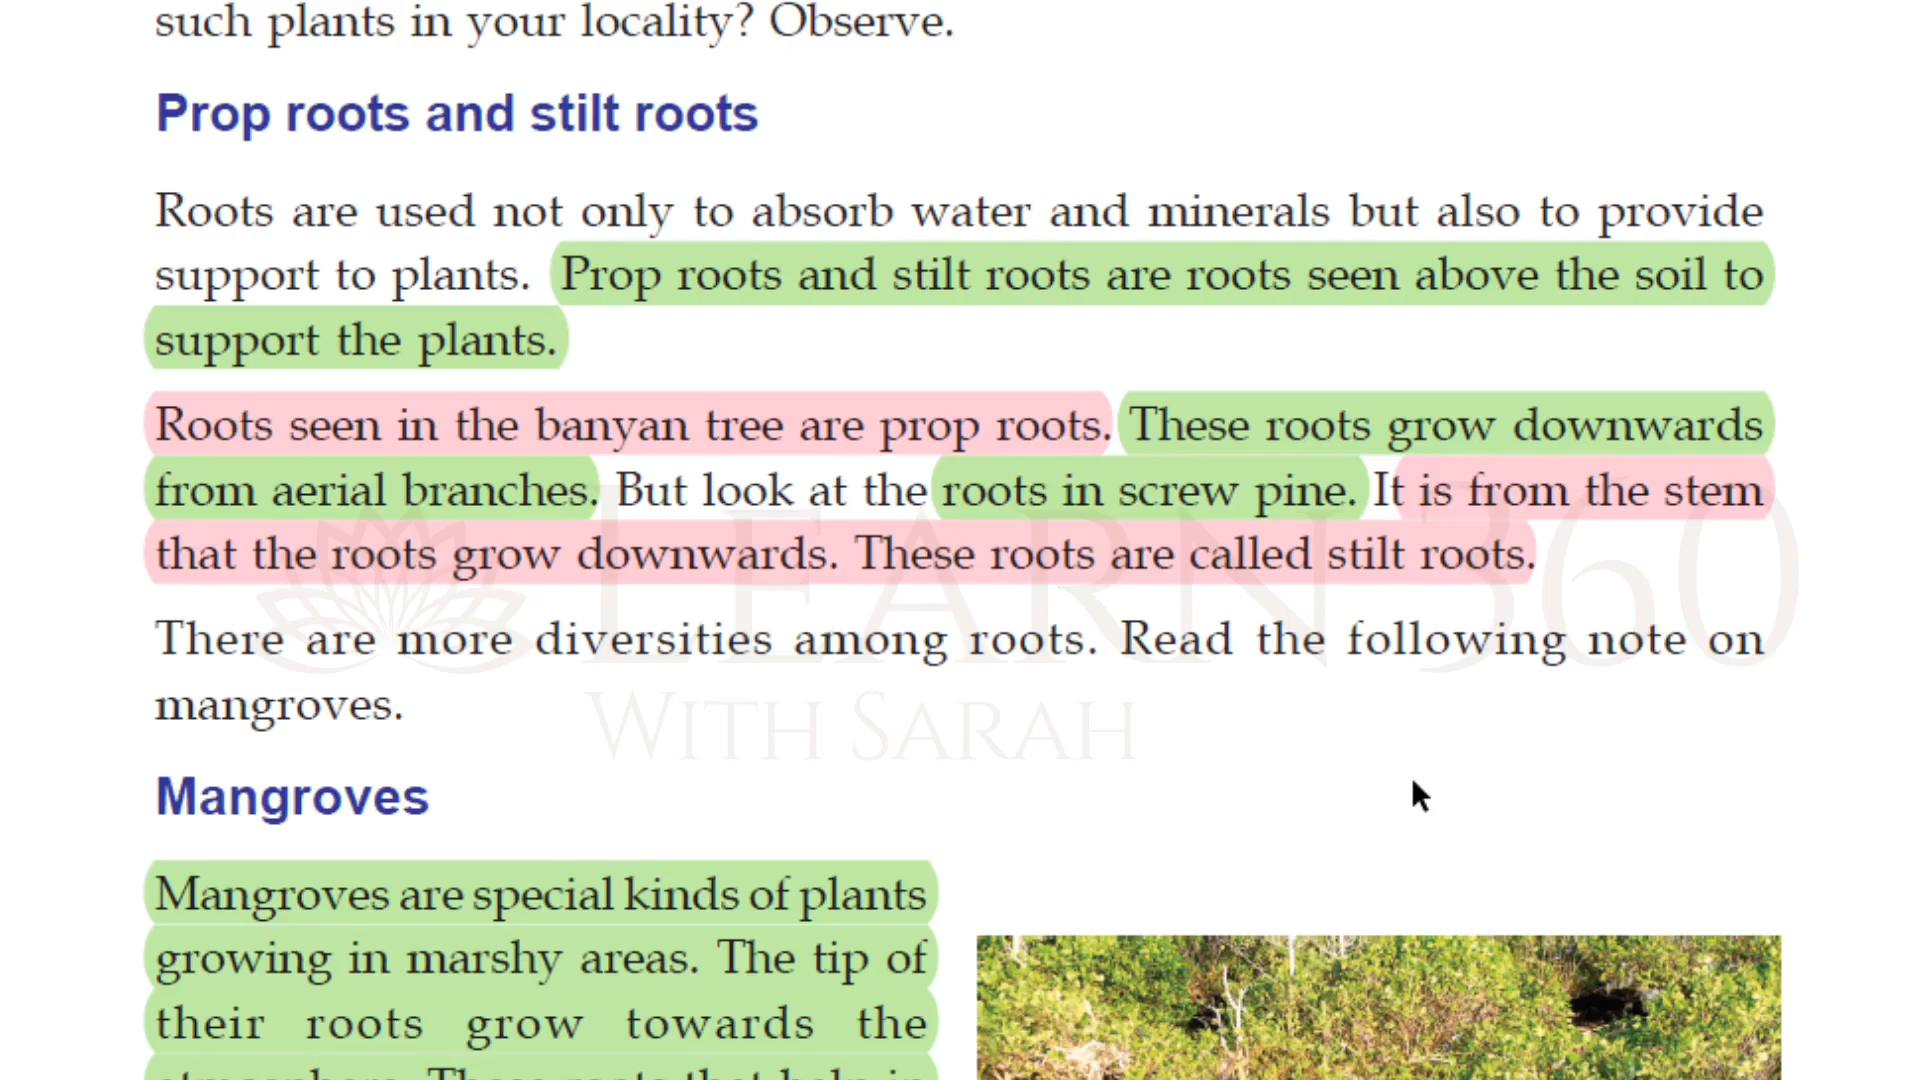 such plants in your locality? Observe.
Prop roots and stilt roots
Roots are used not only to absorb water and minerals but also to provide
support to plants. Prop roots and stilt roots are roots seen above the soil to
support the plants.
Roots seen in the banyan tree are prop roots. These roots grow downwards
from aerial branches. But look at the roots in screw pine. It is from the stem
that the roots grow downwards. These roots are called stilt roots.
LEARN 360
There are more diversities among roots. Read the following note on
mangroves.
WITH SARAH
Mangroves
Mangroves are special kinds of plants
growing in marshy areas. The tip of
their roots grow towards the
atmosphere. These roots that help in